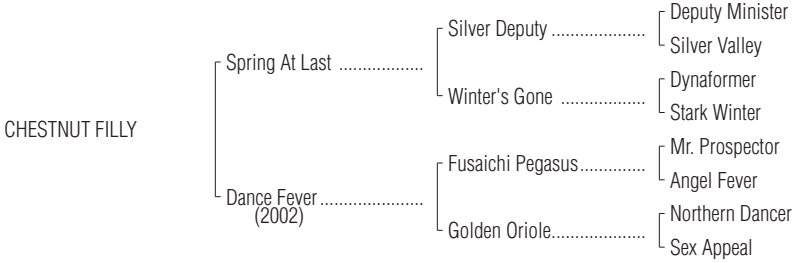 Deputy Minister
Silver Deputy ....................
Silver Valley
Spring At Last ..................
Dynaformer
Winter's Gone ..................
Stark Winter
CHESTNUT FILLY
Mr. Prospector
Fusaichi Pegasus..............
Angel Fever
Dance Fever......................
(2002)
Northern Dancer
Golden Oriole....................
Sex Appeal